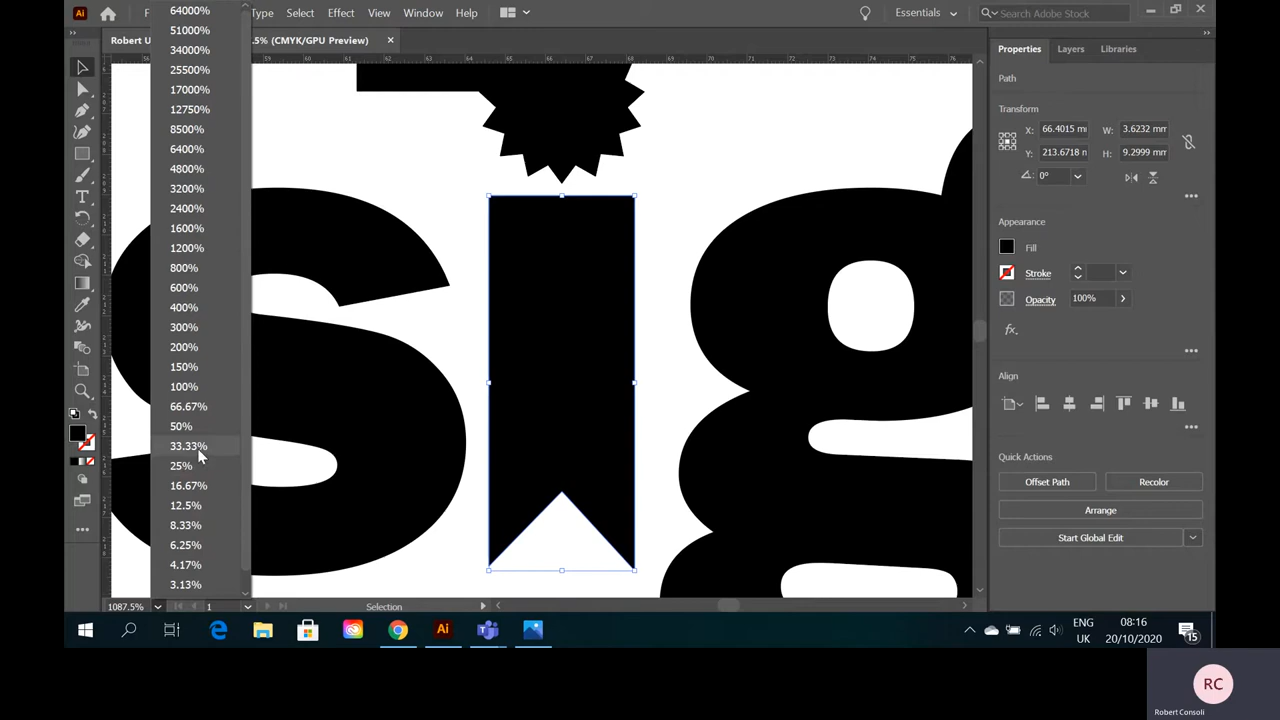 64000%
51000%
34000%
25500%
17000%
12750%
8500%
6400%
4800%
3200%
2400%
1600%
1200%
800%
600%
400%
300%
200%
150%
100%
66.67%
50%
33.33%
25%
16.67%
12.5%
8.33%
6.25%
4.17%
3.13%
Ai Type Select Effect View Window Help Essentials Search Adobe Stock
Robert U .5% (CMYK/GPU Preview)
Properties Layers Libraries
Path
Transform
X: 66.4015 mm W: 3.6232 mm
Y: 213.6718 m H: 9.2999 mm
0°
Appearance
Fill
Stroke
Opacity 100%
fx.
Align
Quick Actions
Offset Path Recolor
Arrange
Start Global Edit
sig
1087.5% 1 Selection
Ai ENG UK 08:16 20/10/2020 15
RC
Robert Consoli